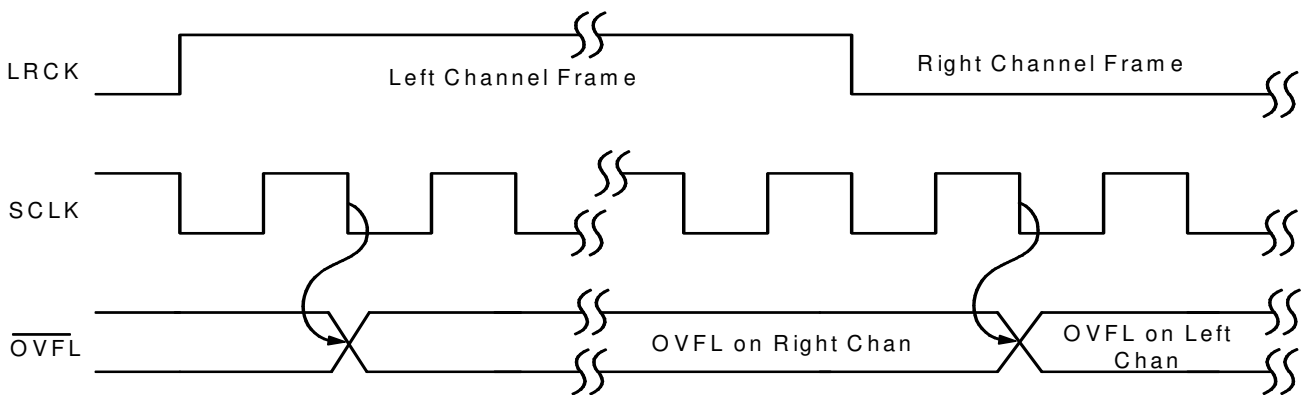 LRCK
Left Channel Frame
Right Channel Frame
SCLK
OVFL
OVFL on Right Chan
OVFL on Left
Chan